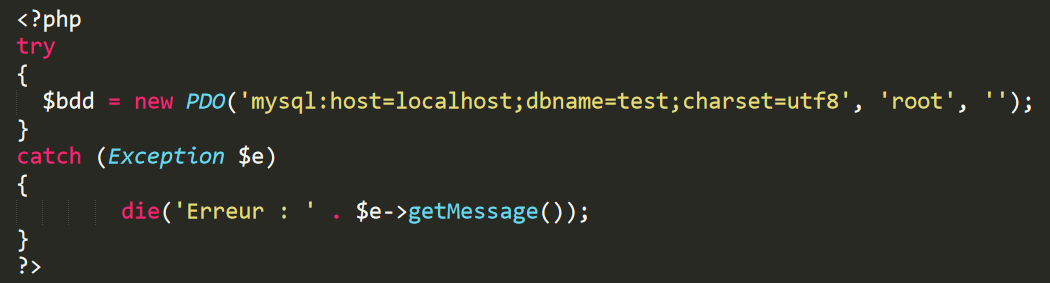 <?php
try
{
  $bdd = new PDO('mysql:host=localhost;dbname=test;charset=utf8', 'root', '');
}
catch (Exception $e)
{
        die('Erreur : ' . $e->getMessage());
}
?>